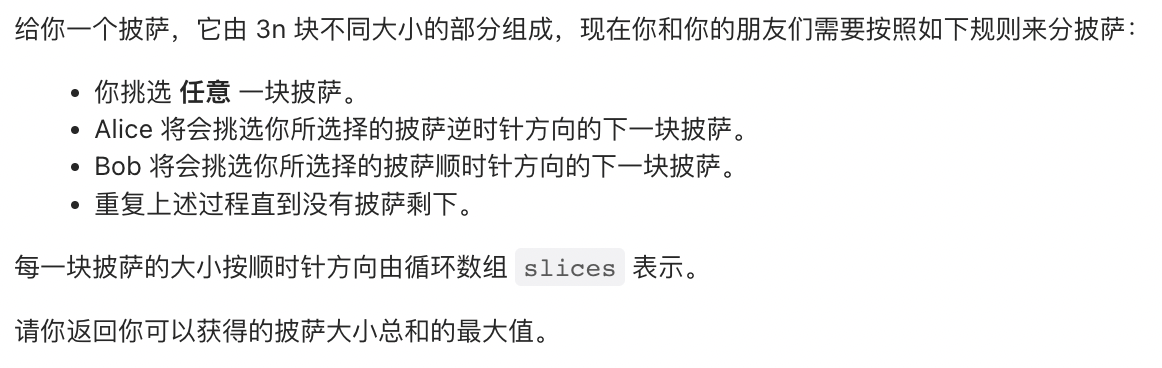 给你一个披萨，它由 3n 块不同大小的部分组成，现在你和你的朋友们需要按照如下规则来分披萨：
• 你挑选 任意 一块披萨。
• Alice 将会挑选你所选择的披萨逆时针方向的下一块披萨。
• Bob 将会挑选你所选择的披萨顺时针方向的下一块披萨。
• 重复上述过程直到没有披萨剩下。
每一块披萨的大小按顺时针方向由循环数组 slices 表示。
请你返回你可以获得的披萨大小总和的最大值。